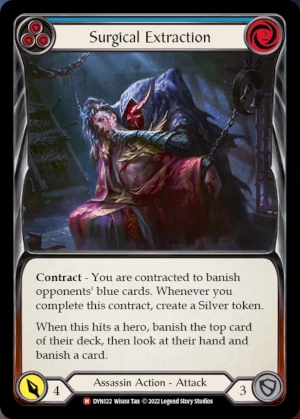 Surgical Extraction
Contract - You are contracted to banish
opponents' blue cards. Whenever you
complete this contract, create a Silver token.
When this hits a hero, banish the top card
of their deck, then look at their hand and
banish a card.
4
Assassin Action - Attack
3
M DYN122 Wisnu Tan © 2022 Legend Story Studios